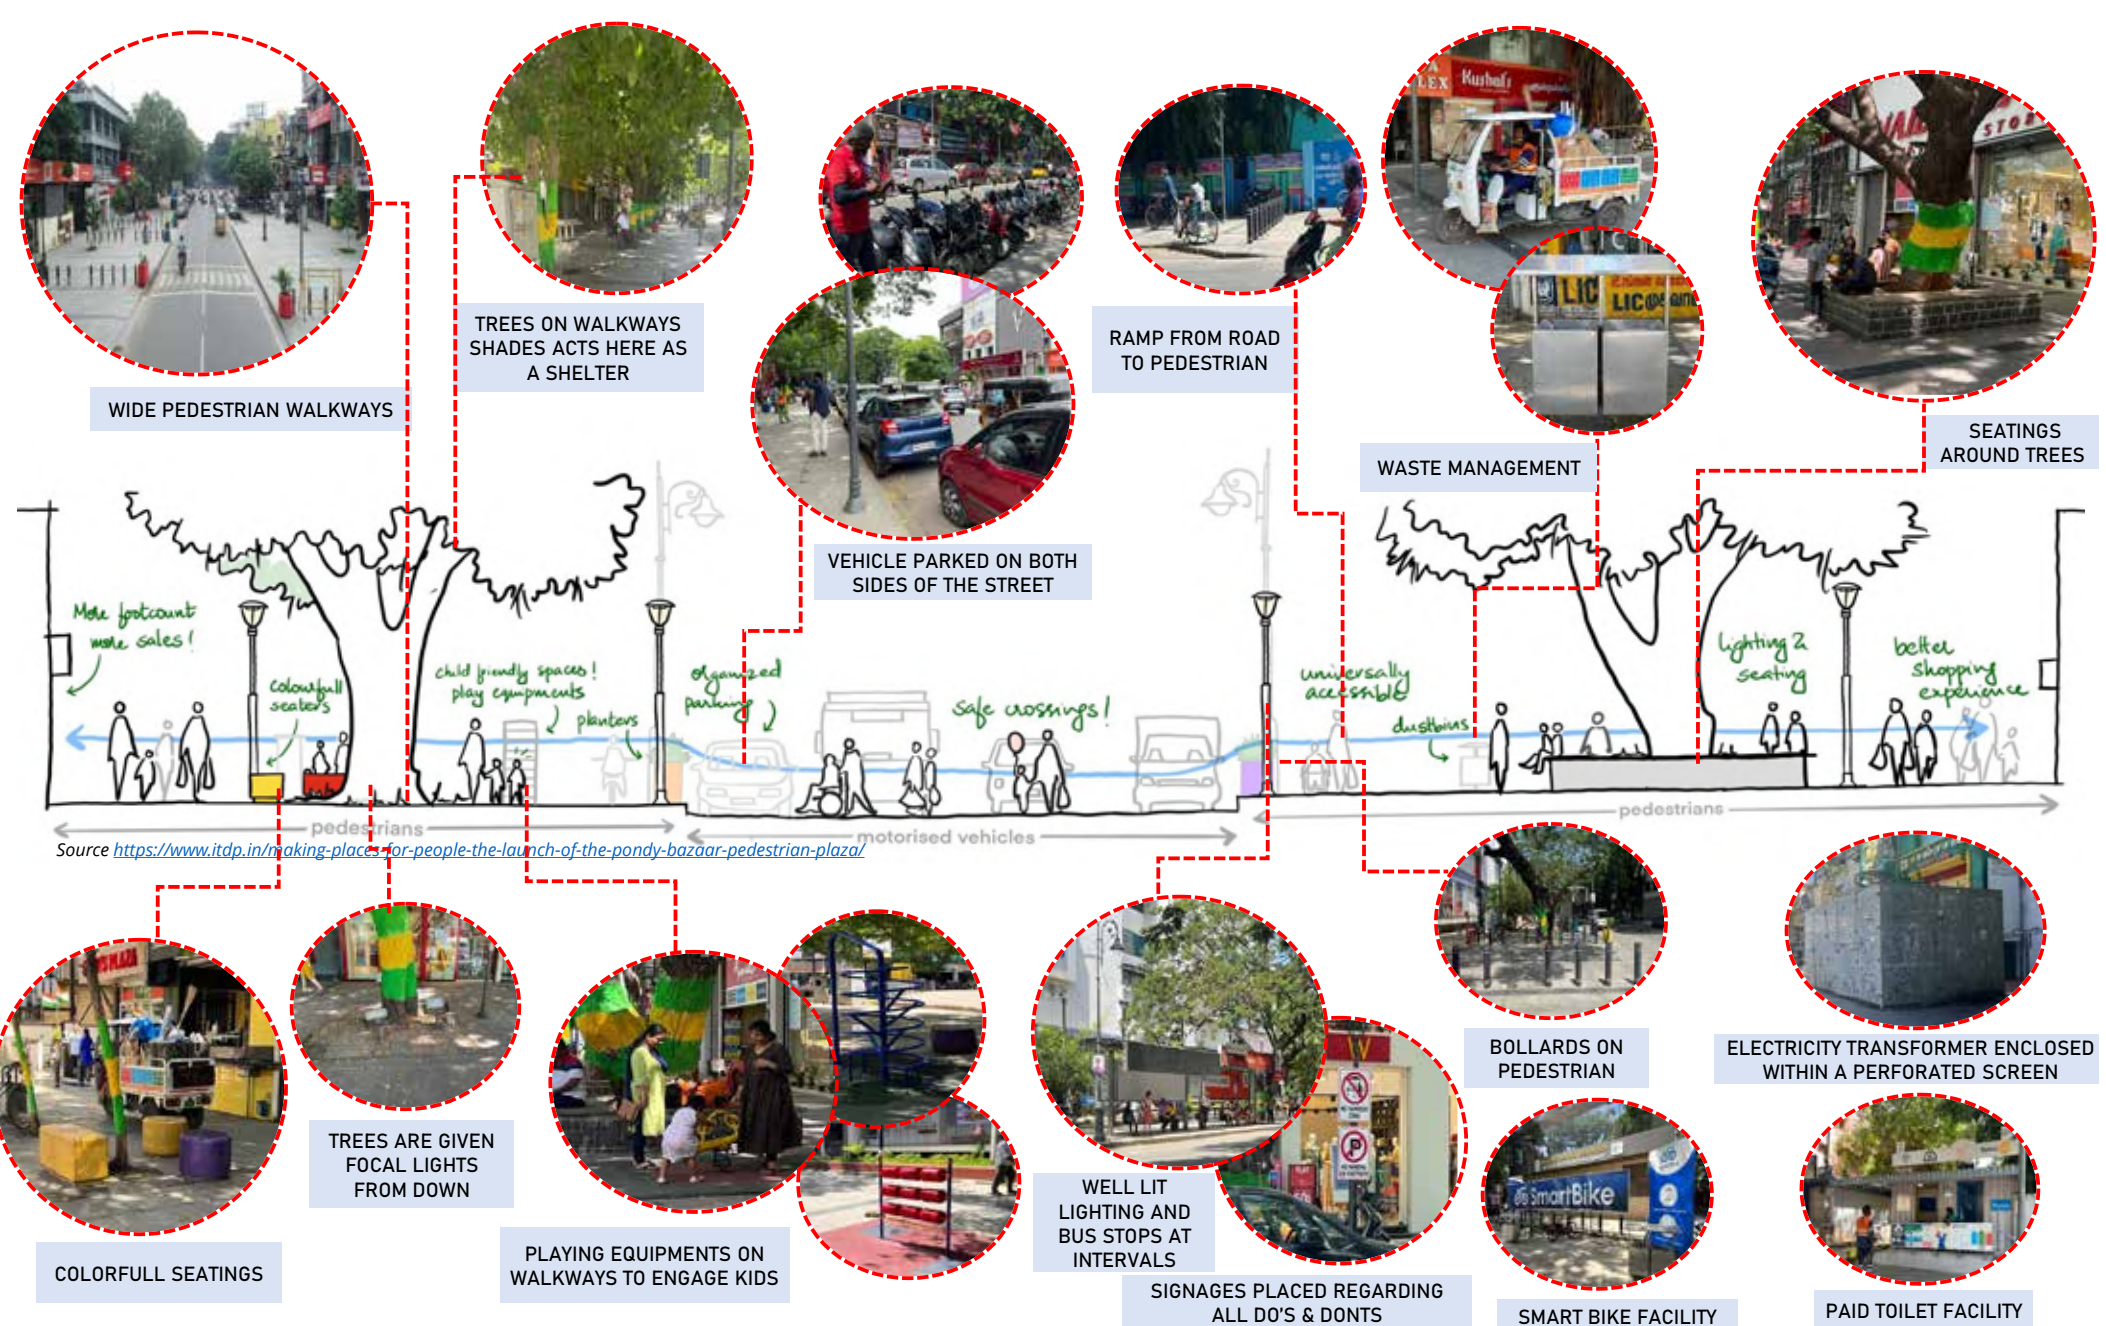 WIDE PEDESTRIAN WALKWAYS
TREES ON WALKWAYS
SHADES ACTS HERE AS
A SHELTER
VEHICLE PARKED ON BOTH
SIDES OF THE STREET
RAMP FROM ROAD
TO PEDESTRIAN
LEX
Kushal's
LIC
LIC
WASTE MANAGEMENT
STO
SEATINGS
AROUND TREES
More footcount
more sales!
colourfull
seaters
child friendly spaces!
play equipments
planters
organized
parking
safe crossings!
universally
accessible
dustbins
lighting &
seating
better
shopping
experience
pedestrians
motorised vehicles
pedestrians
Source https://www.itdp.in/making-places-for-people-the-launch-of-the-pondy-bazaar-pedestrian-plaza/
COLORFULL SEATINGS
TREES ARE GIVEN
FOCAL LIGHTS
FROM DOWN
PLAYING EQUIPMENTS ON
WALKWAYS TO ENGAGE KIDS
WELL LIT
LIGHTING AND
BUS STOPS AT
INTERVALS
W
P
SIGNAGES PLACED REGARDING
ALL DO'S & DONTS
BOLLARDS ON
PEDESTRIAN
SmartBike
SMART BIKE FACILITY
ELECTRICITY TRANSFORMER ENCLOSED
WITHIN A PERFORATED SCREEN
PAID TOILET FACILITY